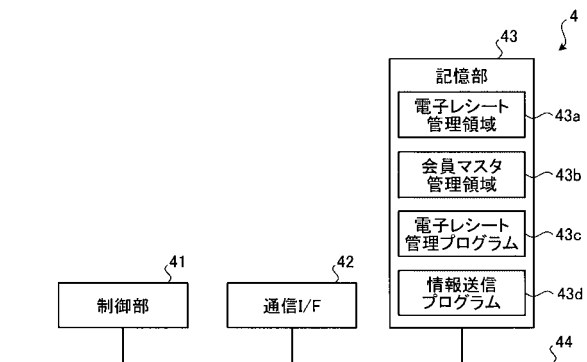 4
43
記憶部
電子レシート
管理領域
43a
会員マスタ
管理領域
43b
電子レシート
管理プログラム
43c
情報送信
プログラム
43d
41
制御部
42
通信I/F
44